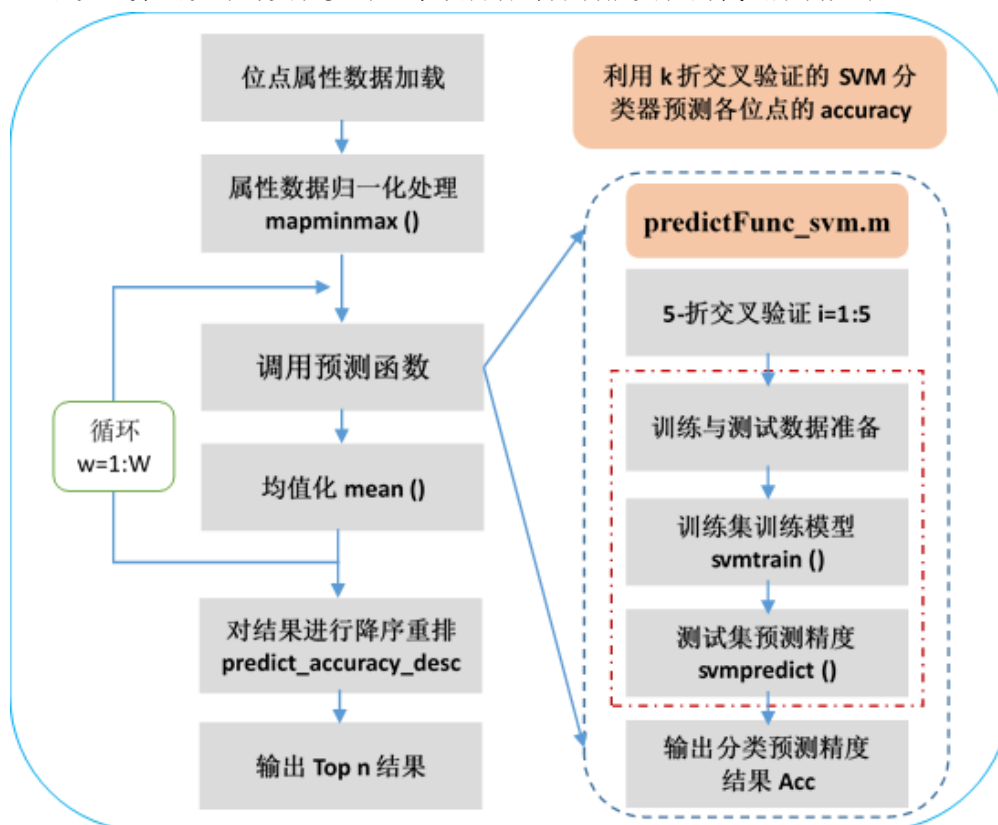 位点属性数据加载
属性数据归一化处理
mapminmax ()
调用预测函数
循环
w=1:W
均值化 mean ()
对结果进行降序重排
predict_accuracy_desc
输出 Top n 结果
利用 k 折交叉验证的 SVM 分
类器预测各位点的 accuracy
predictFunc_svm.m
5-折交叉验证 i=1:5
训练与测试数据准备
训练集训练模型
svmtrain ()
测试集预测精度
svmpredict ()
输出分类预测精度
结果 Acc